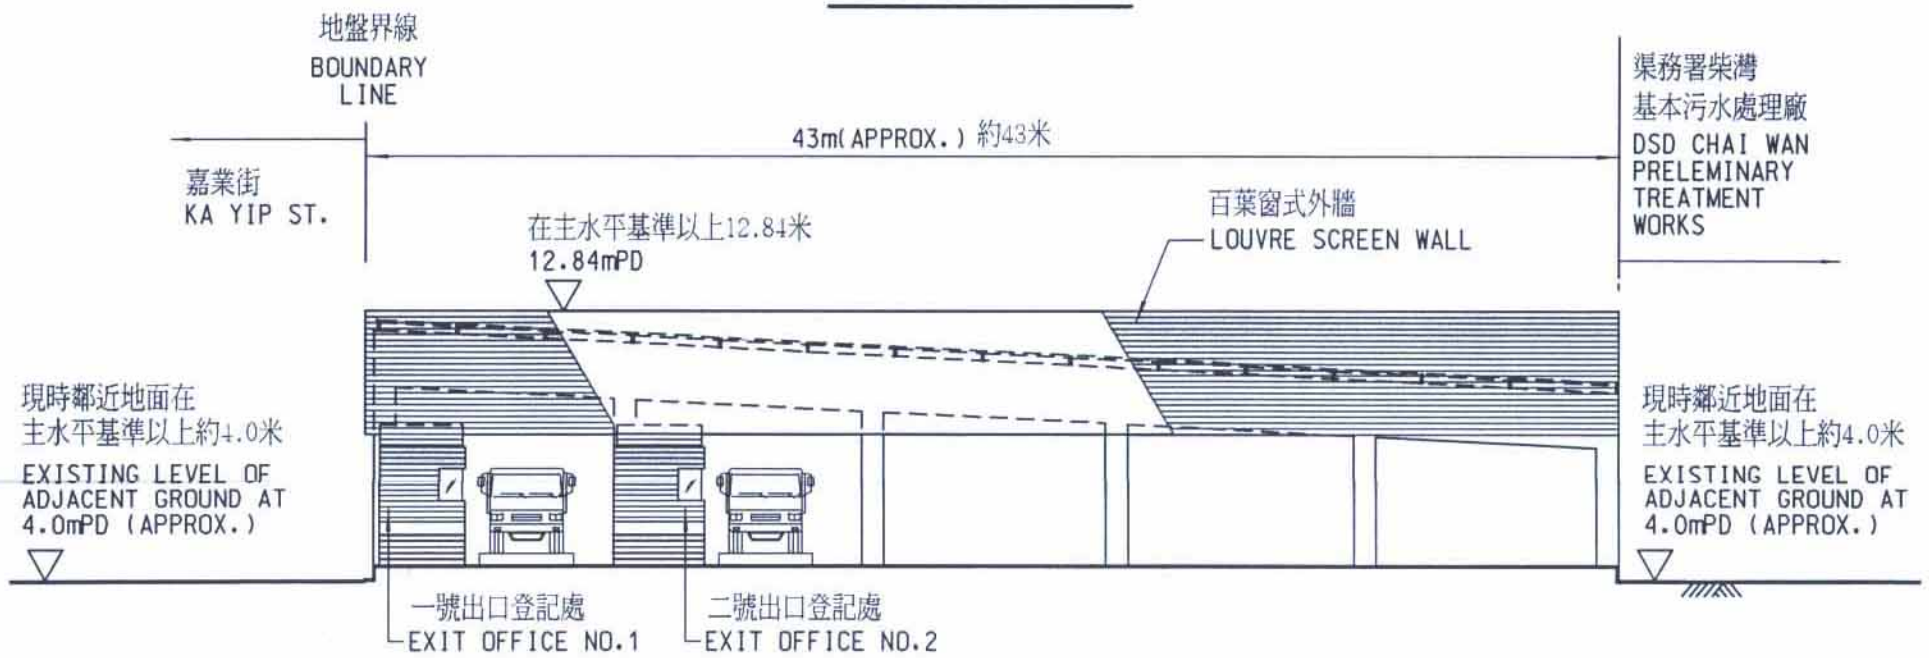 地盤界線
BOUNDARY
LINE
嘉業街
KA YIP ST.
43m(APPROX.) 約43米
渠務署柴灣
基本污水處理廠
DSD CHAI WAN
PRELEMINARY
TREATMENT
WORKS
在主水平基準以上12.84米
12.84mPD
百葉窗式外牆
LOUVRE SCREEN WALL
現時鄰近地面在
主水平基準以上約4.0米
EXISTING LEVEL OF
ADJACENT GROUND AT
4.0mPD (APPROX.)
現時鄰近地面在
主水平基準以上約4.0米
EXISTING LEVEL OF
ADJACENT GROUND AT
4.0mPD (APPROX.)
一號出口登記處
EXIT OFFICE NO.1
二號出口登記處
EXIT OFFICE NO.2